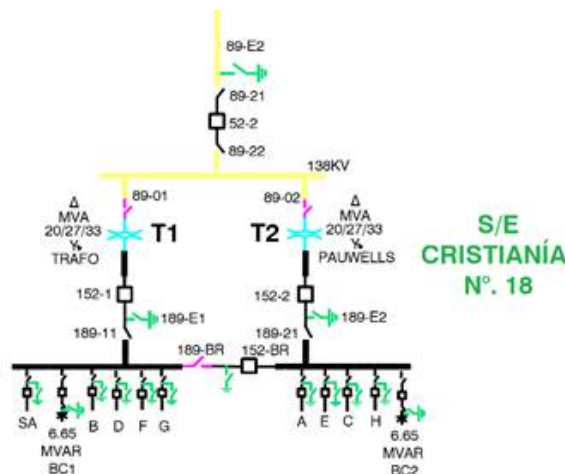 89-E2
89-21
52-2
89-22
138KV
89-01
89-02
Δ
MVA
20/27/33
TRAFO
T1
T2
Δ
MVA
20/27/33
PAUWELLS
S/E
CRISTIANÍA
N°. 18
152-1
152-2
189-E1
189-E2
189-11
189-21
189-BR
152-BR
SA
B
D
F
G
A
E
C
H
6.65
MVAR
BC1
6.65
MVAR
BC2